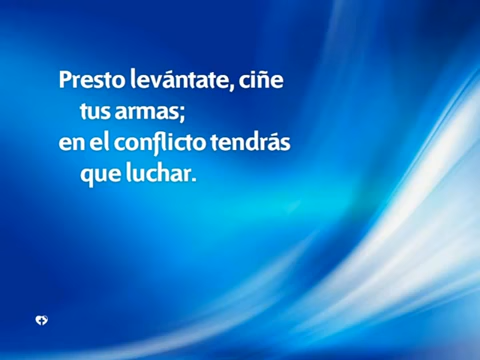 Presto levántate, ciñe
tus armas;
en el conflicto tendrás
que luchar.